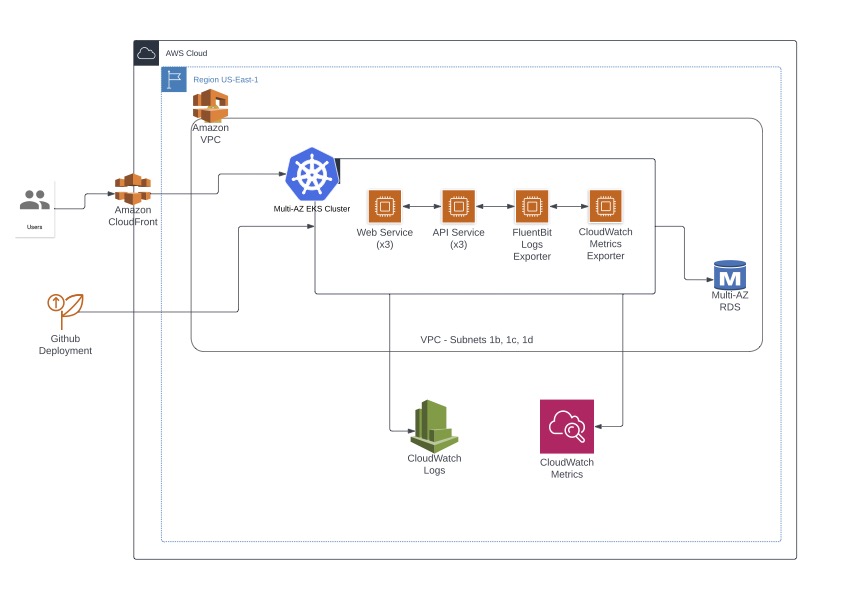 AWS Cloud
Region US-East-1
Amazon
VPC
Multi-AZ EKS Cluster
Users
Amazon
CloudFront
Web Service
(x3)
API Service
(x3)
FluentBit
Logs
Exporter
CloudWatch
Metrics
Exporter
M
Multi-AZ
RDS
Github
Deployment
VPC - Subnets 1b, 1c, 1d
CloudWatch
Logs
CloudWatch
Metrics